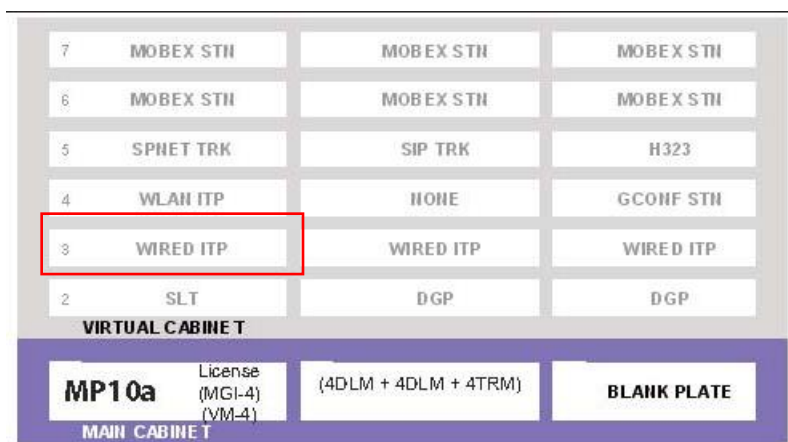 7 MOBEX STN MOBEX STN MOBEX STN
6 MOBEX STN MOBEX STN MOBEX STN
5 SPNET TRK SIP TRK H323
4 WLAN ITP NONE GCONF STN
3 WIRED ITP WIRED ITP WIRED ITP
2 SLT DGP DGP
VIRTUAL CABINET
MP10a License (4DLM + 4DLM + 4TRM) BLANK PLATE
(MGI-4)
(VM-4)
MAIN CABINET